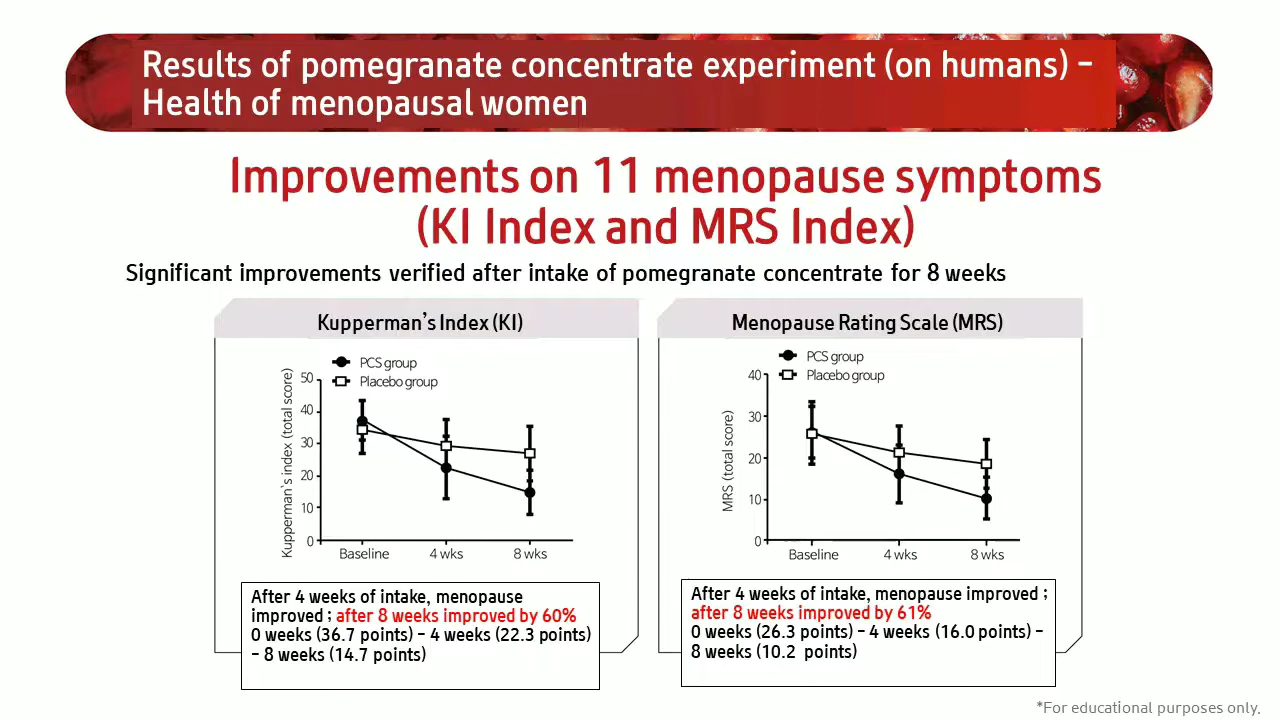 Results of pomegranate concentrate experiment (on humans) –
Health of menopausal women
Improvements on 11 menopause symptoms
(KI Index and MRS Index)
Significant improvements verified after intake of pomegranate concentrate for 8 weeks
Kupperman's Index (KI)
PCS group
Placebo group
Kupperman's index (total score)
50
40
30
20
10
0
Baseline
4 wks
8 wks
After 4 weeks of intake, menopause
improved ; after 8 weeks improved by 60%
0 weeks (36.7 points) – 4 weeks (22.3 points)
– 8 weeks (14.7 points)
Menopause Rating Scale (MRS)
PCS group
Placebo group
MRS (total score)
40
30
20
10
0
Baseline
4 wks
8 wks
After 4 weeks of intake, menopause improved ;
after 8 weeks improved by 61%
0 weeks (26.3 points) – 4 weeks (16.0 points) –
8 weeks (10.2 points)
*For educational purposes only.